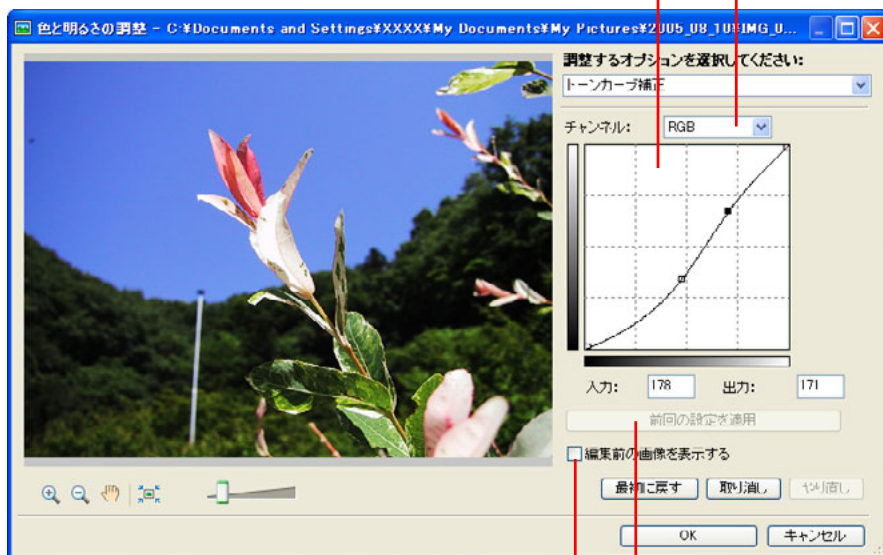 色と明るさの調整 - C:¥Documents and Settings¥XXXX¥My Documents¥My Pictures¥2005_08_10¥IMG_0...
調整するオプションを選択してください:
トーンカーブ補正
チャンネル: RGB
入力: 178 出力: 171
前回の設定を適用
編集前の画像を表示する
最初に戻す 取り消し やり直し
OK キャンセル